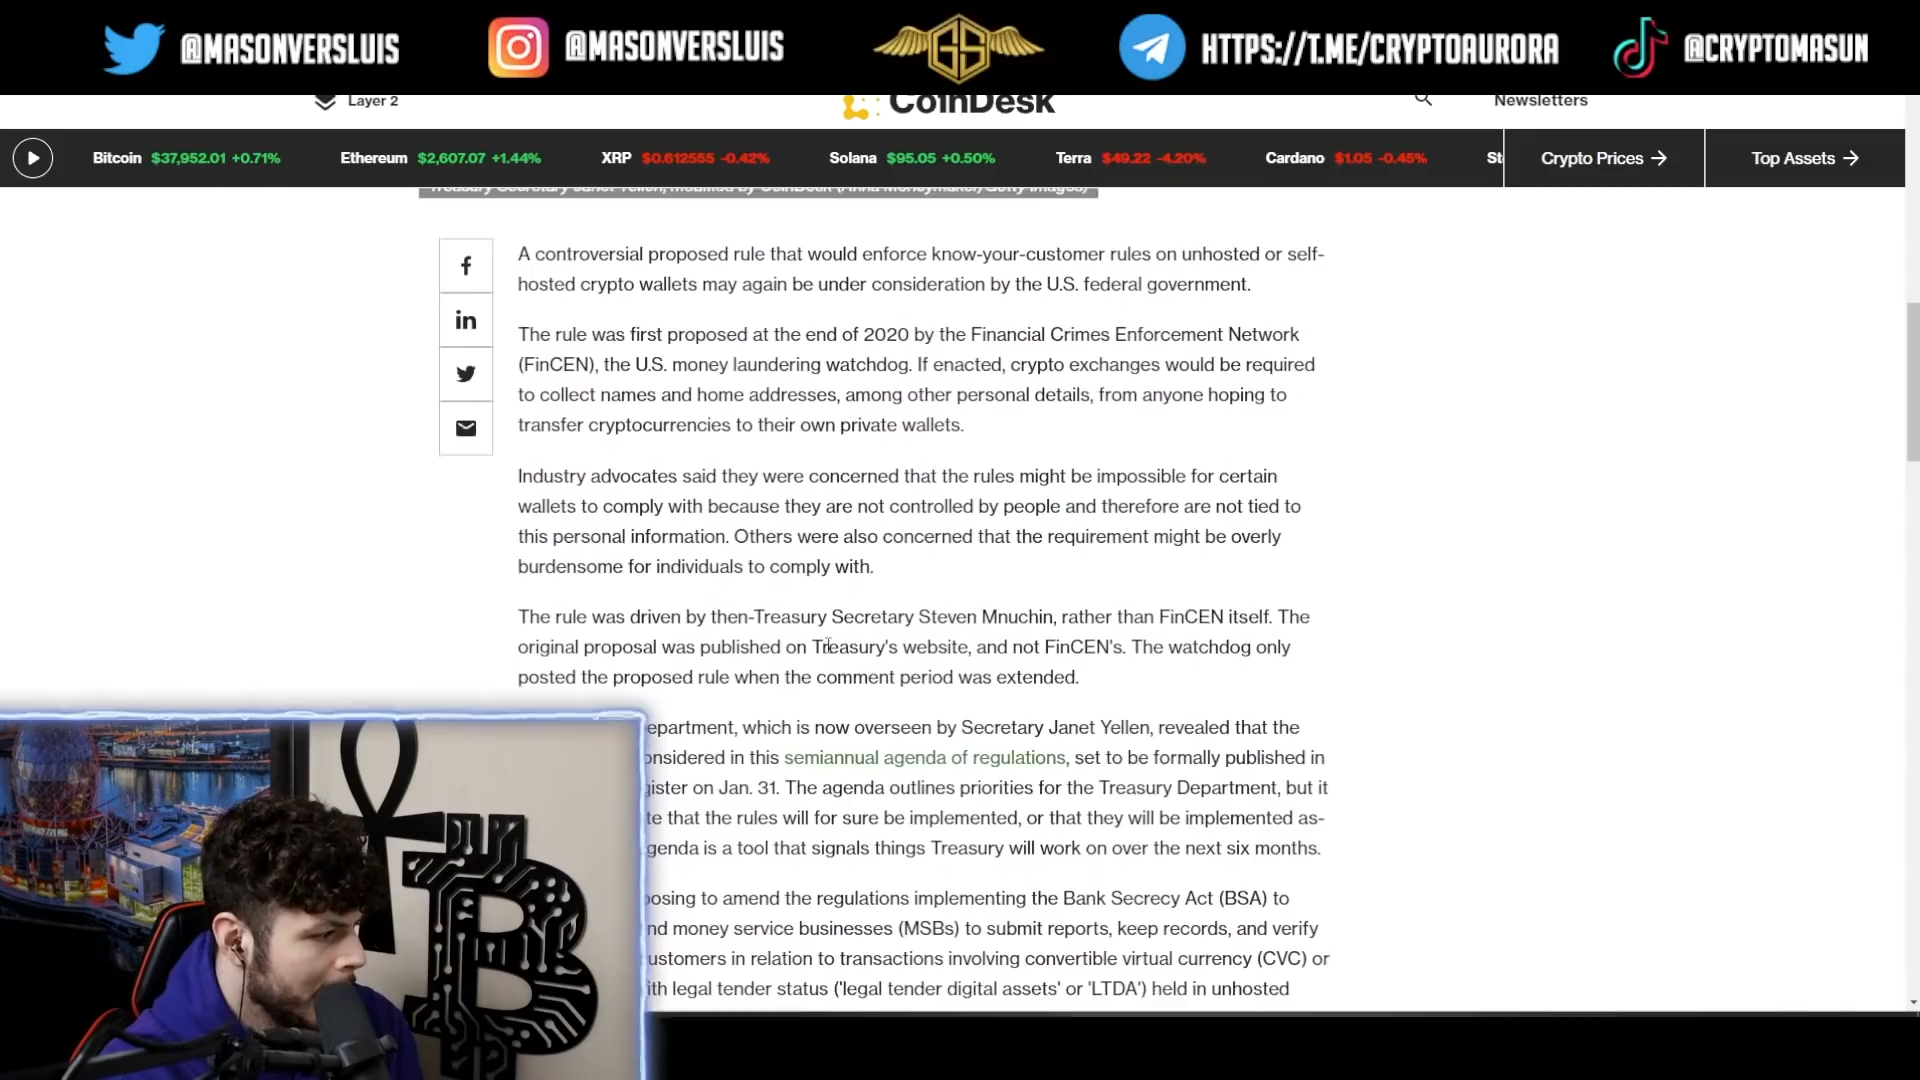 @MASONVERSLUIS
@MASONVERSLUIS
GS
HTTPS://T.ME/CRYPTOAURORA
@CRYPTOMASUN
Layer 2
CoinDesk
Newsletters
Bitcoin $37,952.01 +0.71%
Ethereum $2,607.07 +1.44%
XRP $0.612555 -0.42%
Solana $95.05 +0.50%
Terra $49.22 -4.20%
Cardano $1.05 -0.45%
St
Crypto Prices →
Top Assets →
Treasury Secretary Janet Yellen, modified by CoinDesk (Anna Moneymaker/Getty Images)
A controversial proposed rule that would enforce know-your-customer rules on unhosted or self-
hosted crypto wallets may again be under consideration by the U.S. federal government.
The rule was first proposed at the end of 2020 by the Financial Crimes Enforcement Network
(FinCEN), the U.S. money laundering watchdog. If enacted, crypto exchanges would be required
to collect names and home addresses, among other personal details, from anyone hoping to
transfer cryptocurrencies to their own private wallets.
Industry advocates said they were concerned that the rules might be impossible for certain
wallets to comply with because they are not controlled by people and therefore are not tied to
this personal information. Others were also concerned that the requirement might be overly
burdensome for individuals to comply with.
The rule was driven by then-Treasury Secretary Steven Mnuchin, rather than FinCEN itself. The
original proposal was published on Treasury's website, and not FinCEN's. The watchdog only
posted the proposed rule when the comment period was extended.
epartment, which is now overseen by Secretary Janet Yellen, revealed that the
onsidered in this semiannual agenda of regulations, set to be formally published in
gister on Jan. 31. The agenda outlines priorities for the Treasury Department, but it
te that the rules will for sure be implemented, or that they will be implemented as-
genda is a tool that signals things Treasury will work on over the next six months.
posing to amend the regulations implementing the Bank Secrecy Act (BSA) to
nd money service businesses (MSBs) to submit reports, keep records, and verify
ustomers in relation to transactions involving convertible virtual currency (CVC) or
ith legal tender status ('legal tender digital assets' or 'LTDA') held in unhosted